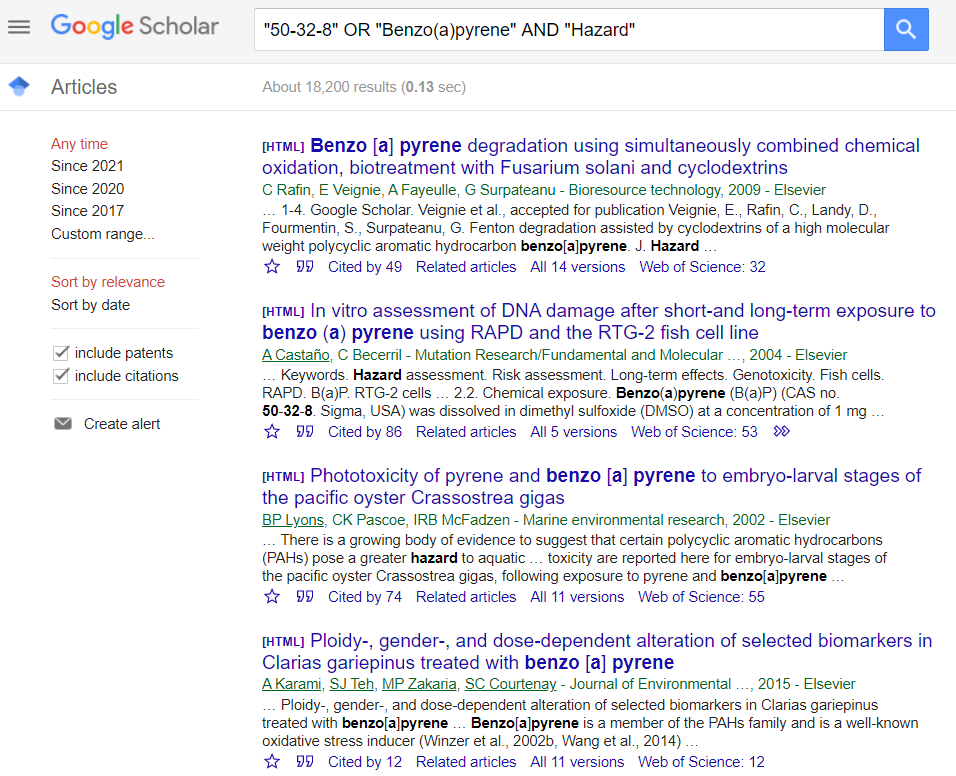 Google Scholar
"50-32-8" OR "Benzo(a)pyrene" AND "Hazard"
Articles
About 18,200 results (0.13 sec)
Any time
Since 2021
Since 2020
Since 2017
Custom range...
Sort by relevance
Sort by date
include patents
include citations
Create alert
[HTML] Benzo [a] pyrene degradation using simultaneously combined chemical
oxidation, biotreatment with Fusarium solani and cyclodextrins
C Rafin, E Veignie, A Fayeulle, G Surpateanu - Bioresource technology, 2009 - Elsevier
... 1-4. Google Scholar. Veignie et al., accepted for publication Veignie, E., Rafin, C., Landy, D.,
Fourmentin, S., Surpateanu, G. Fenton degradation assisted by cyclodextrins of a high molecular
weight polycyclic aromatic hydrocarbon benzo[a]pyrene. J. Hazard ...
Cited by 49 Related articles All 14 versions Web of Science: 32
[HTML] In vitro assessment of DNA damage after short-and long-term exposure to
benzo (a) pyrene using RAPD and the RTG-2 fish cell line
A Castaño, C Becerril - Mutation Research/Fundamental and Molecular ..., 2004 - Elsevier
... Keywords. Hazard assessment. Risk assessment. Long-term effects. Genotoxicity. Fish cells.
RAPD. B(a)P. RTG-2 cells ... 2.2. Chemical exposure. Benzo(a)pyrene (B(a)P) (CAS no.
50-32-8. Sigma, USA) was dissolved in dimethyl sulfoxide (DMSO) at a concentration of 1 mg ...
Cited by 86 Related articles All 5 versions Web of Science: 53
[HTML] Phototoxicity of pyrene and benzo [a] pyrene to embryo-larval stages of
the pacific oyster Crassostrea gigas
BP Lyons, CK Pascoe, IRB McFadzen - Marine environmental research, 2002 - Elsevier
... There is a growing body of evidence to suggest that certain polycyclic aromatic hydrocarbons
(PAHs) pose a greater hazard to aquatic ... toxicity are reported here for embryo-larval stages of
the pacific oyster Crassostrea gigas, following exposure to pyrene and benzo[a]pyrene ...
Cited by 74 Related articles All 11 versions Web of Science: 55
[HTML] Ploidy-, gender-, and dose-dependent alteration of selected biomarkers in
Clarias gariepinus treated with benzo [a] pyrene
A Karami, SJ Teh, MP Zakaria, SC Courtenay - Journal of Environmental ..., 2015 - Elsevier
... Ploidy-, gender-, and dose-dependent alteration of selected biomarkers in Clarias gariepinus
treated with benzo[a]pyrene ... Benzo[a]pyrene is a member of the PAHs family and is a well-known
oxidative stress inducer (Winzer et al., 2002b, Wang et al., 2014) ...
Cited by 12 Related articles All 11 versions Web of Science: 12